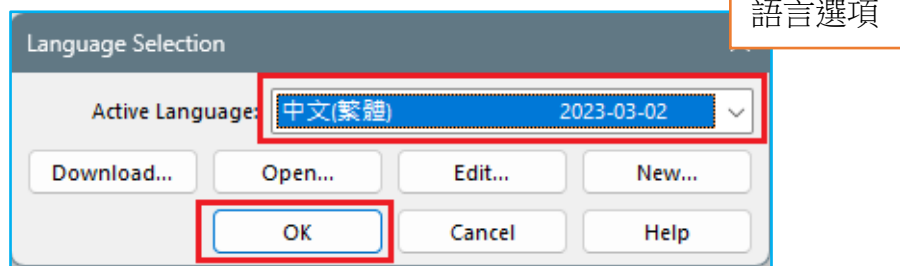 語言選項
Language Selection
Active Language: 中文(繁體) 2023-03-02
Download... Open... Edit... New...
OK Cancel Help